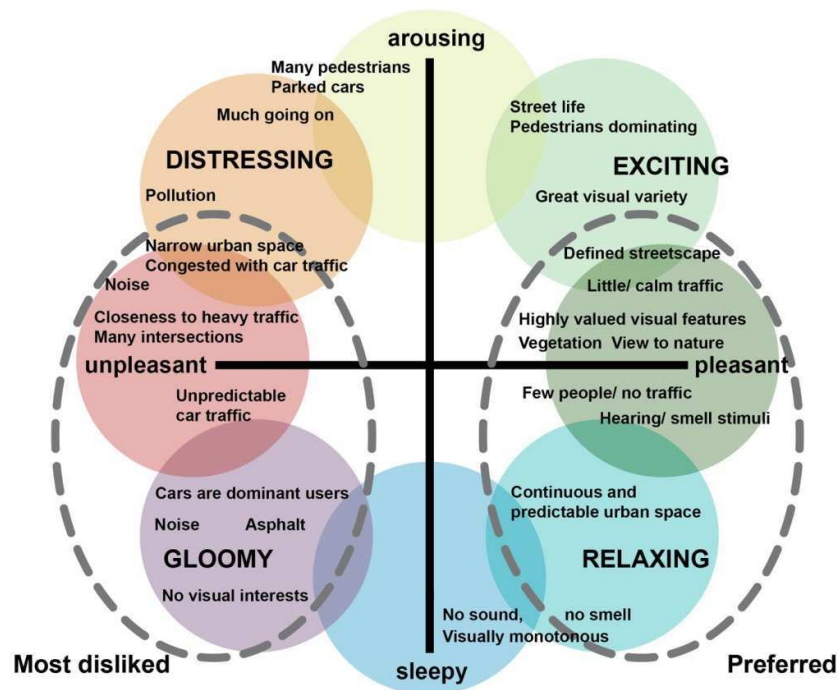 arousing
Many pedestrians
Parked cars
Much going on
DISTRESSING
Pollution
Street life
Pedestrians dominating
EXCITING
Great visual variety
Narrow urban space
Congested with car traffic
Noise
Closeness to heavy traffic
Many intersections
unpleasant
Unpredictable
car traffic
Defined streetscape
Little/ calm traffic
Highly valued visual features
Vegetation View to nature
pleasant
Few people/ no traffic
Hearing/ smell stimuli
Cars are dominant users
Noise Asphalt
GLOOMY
No visual interests
Continuous and
predictable urban space
RELAXING
No sound, no smell
Visually monotonous
sleepy
Most disliked
Preferred